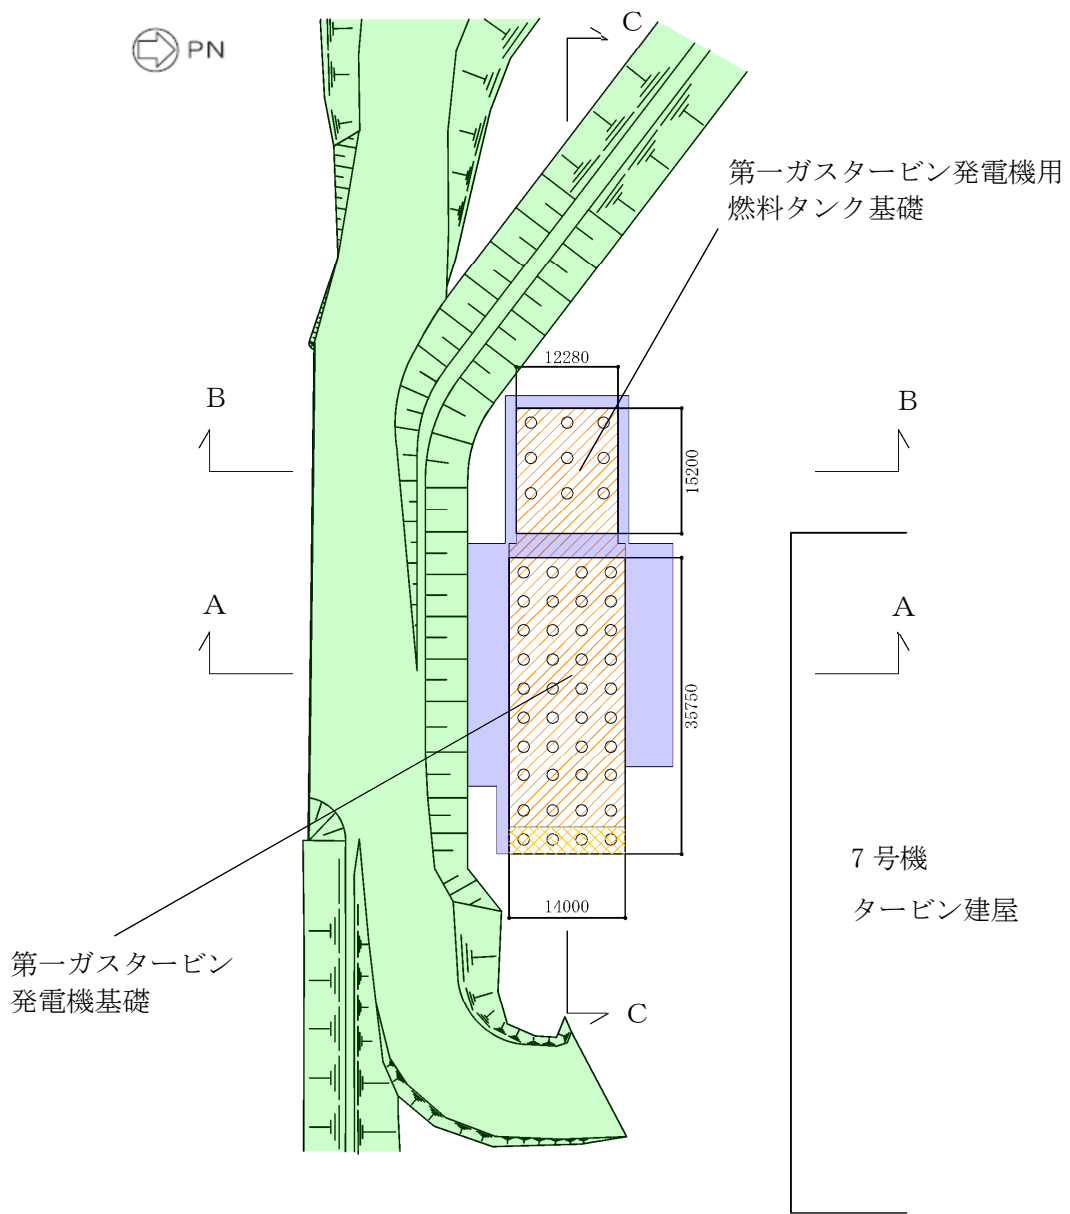 C
PN
第一ガスタービン発電機用
燃料タンク基礎
12280
B
B
15200
A
A
35750
7 号機
タービン建屋
14000
第一ガスタービン
発電機基礎
C